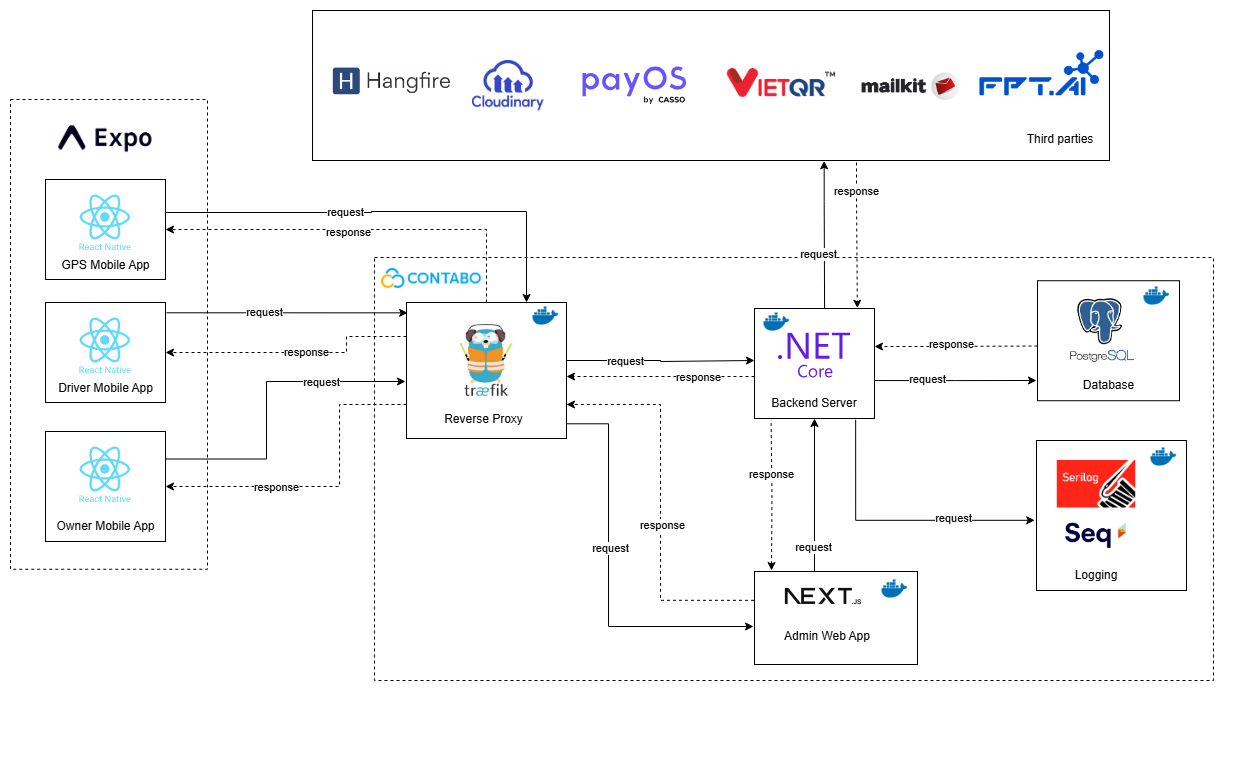 Hangfire
Cloudinary
payOS
by CASSO
VIETQR™
mailkit
FPT.AI
Third parties
Expo
React Native
GPS Mobile App
request
response
response
request
CONTABO
React Native
Driver Mobile App
request
response
request
response
React Native
Owner Mobile App
træfik
Reverse Proxy
request
response
.NET
Core
Backend Server
response
request
PostgreSQL
Database
response
request
response
request
request
Serilog
Seq
Logging
NEXT.JS
Admin Web App